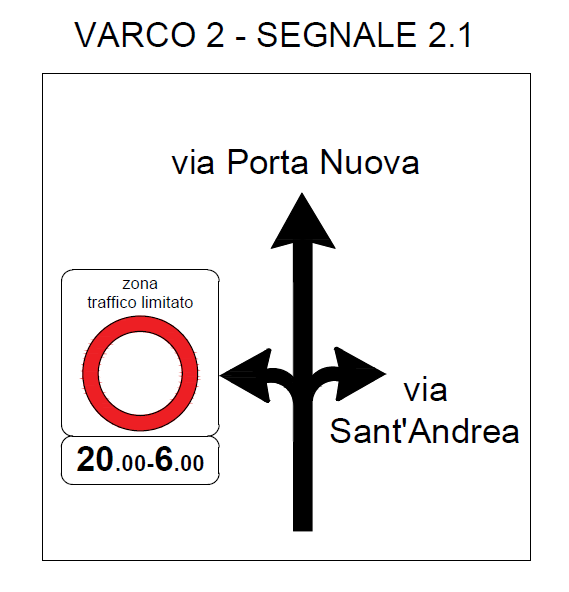 VARCO 2 - SEGNALE 2.1
via Porta Nuova
zona
traffico limitato
20.00-6.00
via
Sant'Andrea